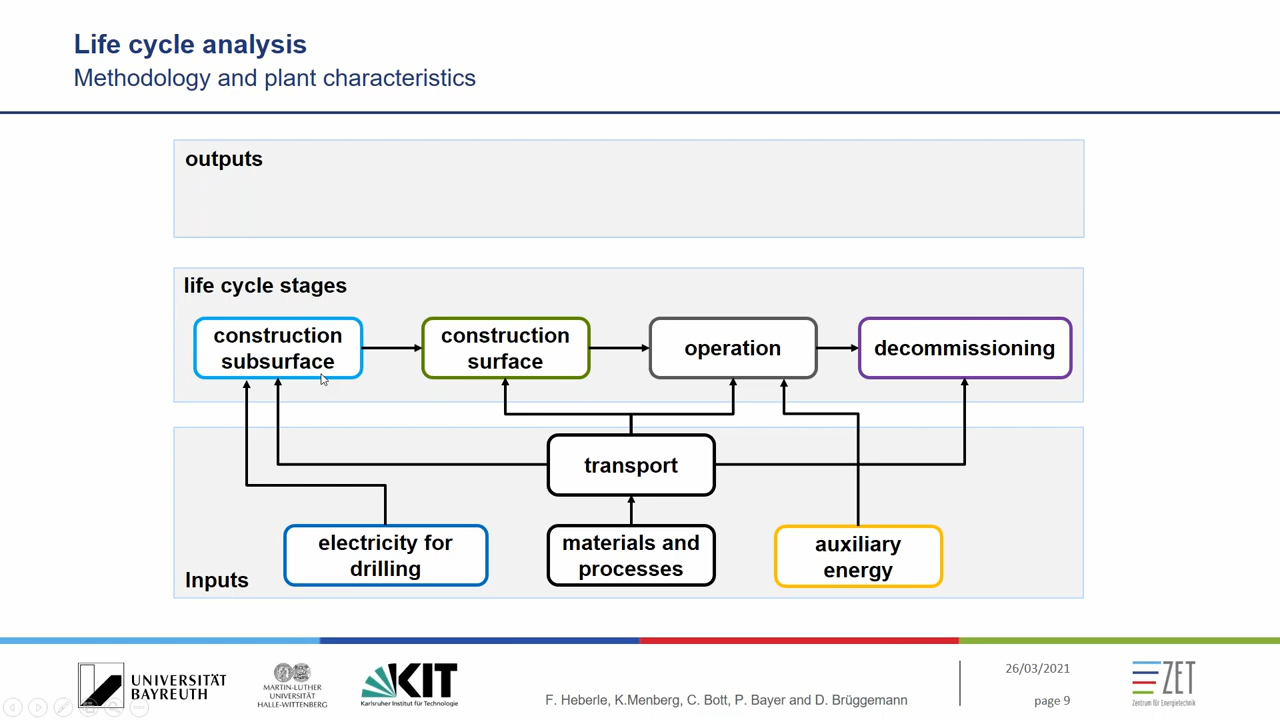 Life cycle analysis
Methodology and plant characteristics
outputs
life cycle stages
construction
subsurface
construction
surface
operation
decommissioning
transport
electricity for
drilling
materials and
processes
auxiliary
energy
Inputs
UNIVERSITÄT
BAYREUTH
MARTIN-LUTHER
UNIVERSITÄT
HALLE-WITTENBERG
KIT
Karlsruher Institut für Technologie
F. Heberle, K.Menberg, C. Bott, P. Bayer and D. Brüggemann
26/03/2021
page 9
ZET
Zentrum für Energietechnik